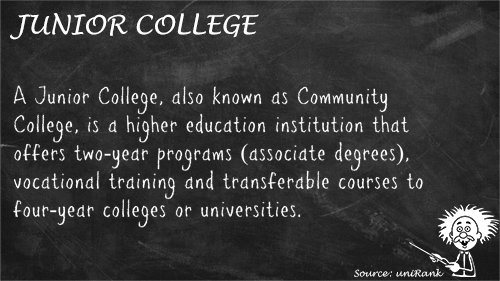 JUNIOR COLLEGE
A Junior College, also known as Community
College, is a higher education institution that
offers two-year programs (associate degrees),
vocational training and transferable courses to
four-year colleges or universities.
Source: uniRank